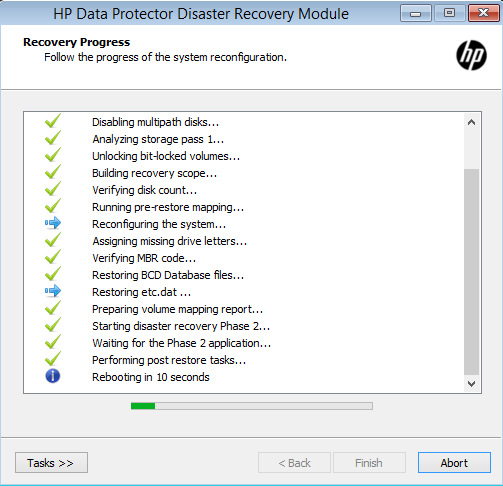 HP Data Protector Disaster Recovery Module
Recovery Progress
Follow the progress of the system reconfiguration.
hp
Disabling multipath disks...
Analyzing storage pass 1...
Unlocking bit-locked volumes...
Building recovery scope...
Verifying disk count...
Running pre-restore mapping...
Reconfiguring the system...
Assigning missing drive letters...
Verifying MBR code...
Restoring BCD Database files...
Restoring etc.dat ...
Preparing volume mapping report...
Starting disaster recovery Phase 2...
Waiting for the Phase 2 application...
Performing post restore tasks...
Rebooting in 10 seconds
Tasks >>
< Back
Finish
Abort